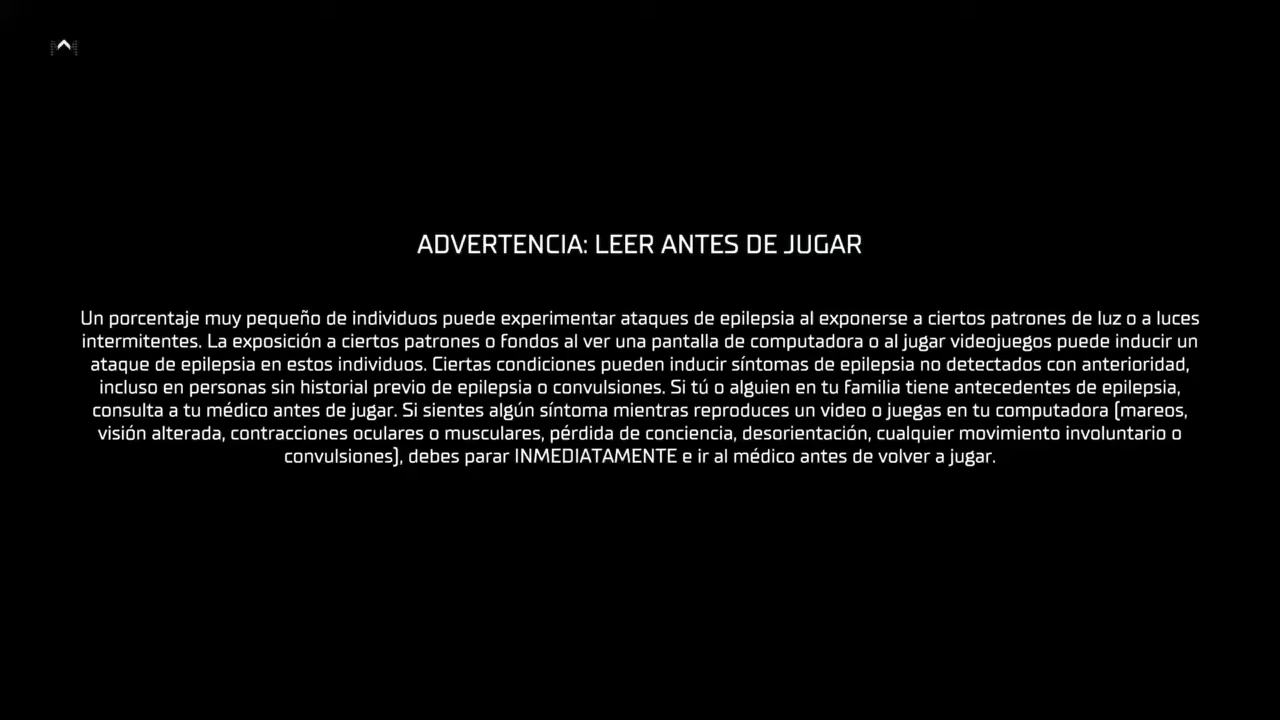 ADVERTENCIA: LEER ANTES DE JUGAR
Un porcentaje muy pequeño de individuos puede experimentar ataques de epilepsia al exponerse a ciertos patrones de luz o a luces
intermitentes. La exposición a ciertos patrones o fondos al ver una pantalla de computadora o al jugar videojuegos puede inducir un
ataque de epilepsia en estos individuos. Ciertas condiciones pueden inducir síntomas de epilepsia no detectados con anterioridad,
incluso en personas sin historial previo de epilepsia o convulsiones. Si tú o alguien en tu familia tiene antecedentes de epilepsia,
consulta a tu médico antes de jugar. Si sientes algún síntoma mientras reproduces un video o juegas en tu computadora (mareos,
visión alterada, contracciones oculares o musculares, pérdida de conciencia, desorientación, cualquier movimiento involuntario o
convulsiones), debes parar INMEDIATAMENTE e ir al médico antes de volver a jugar.